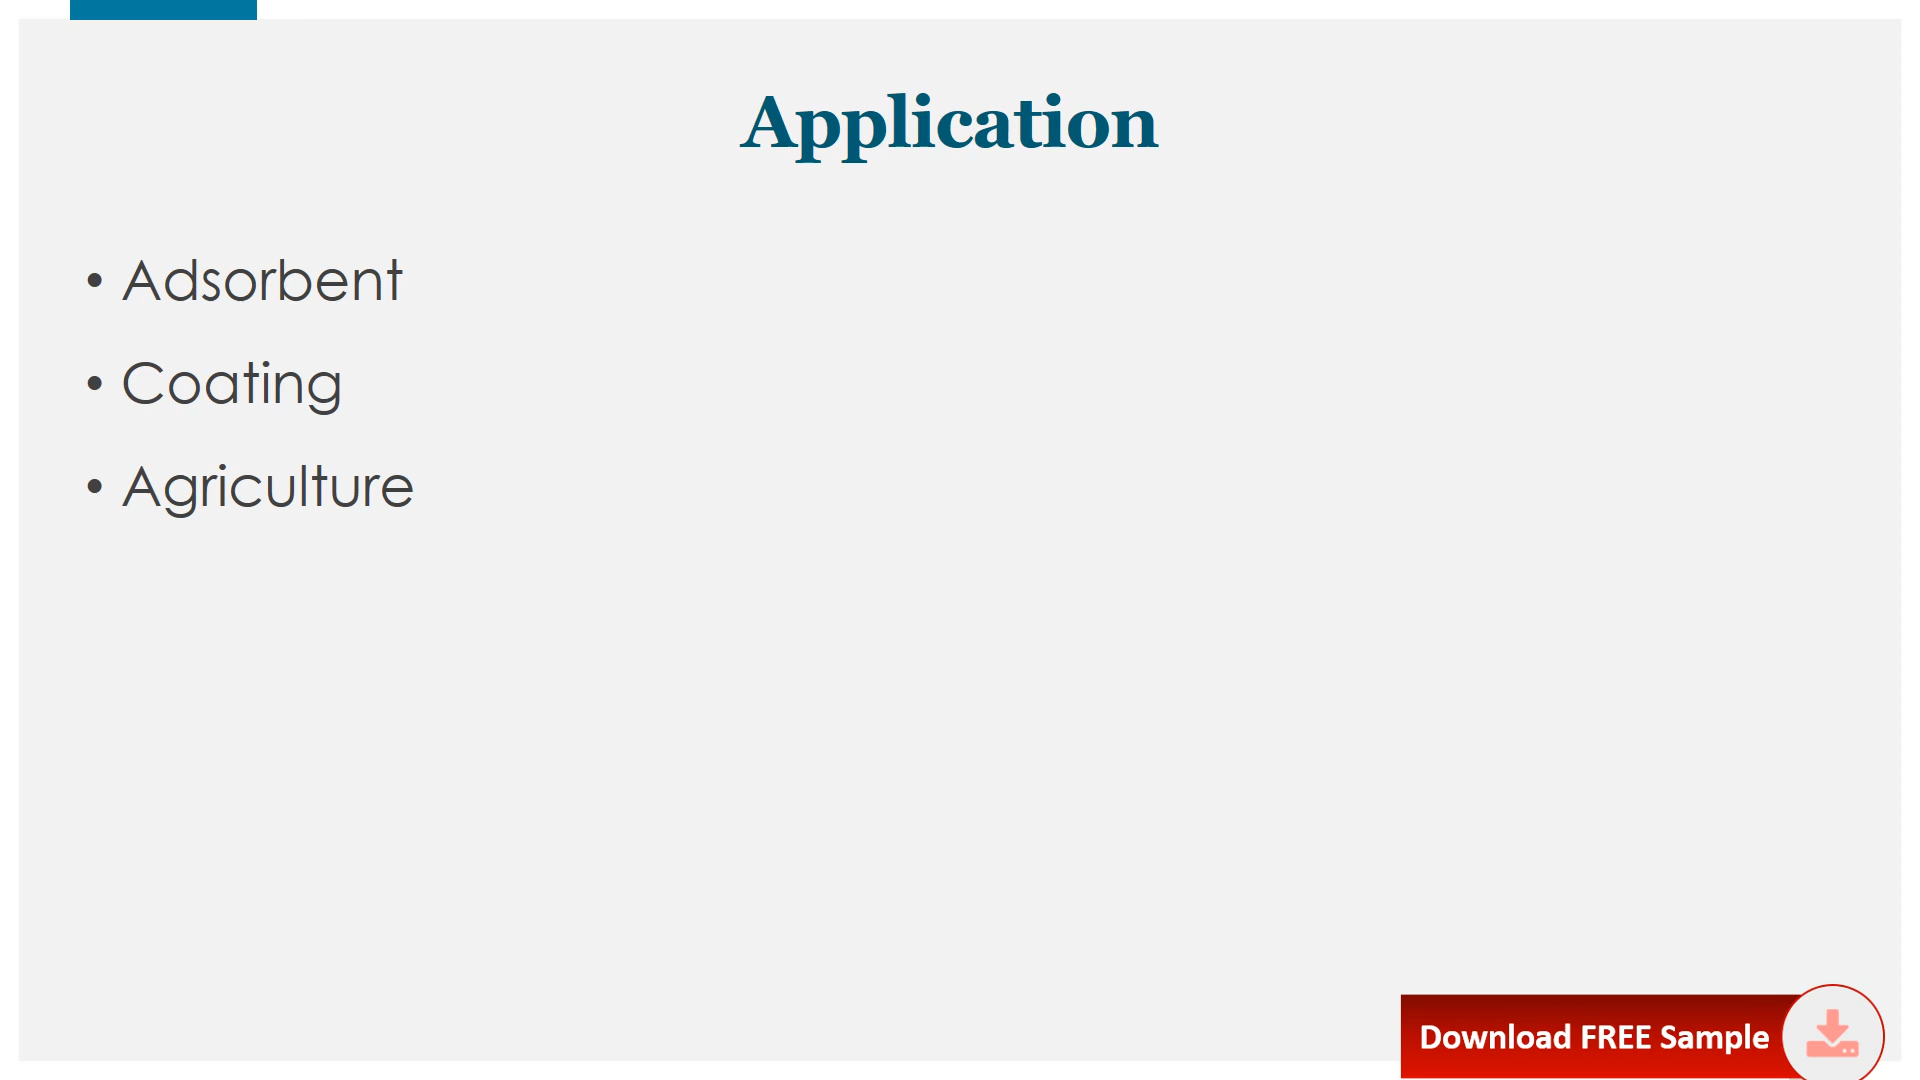 Application
• Adsorbent
• Coating
• Agriculture
Download FREE Sample